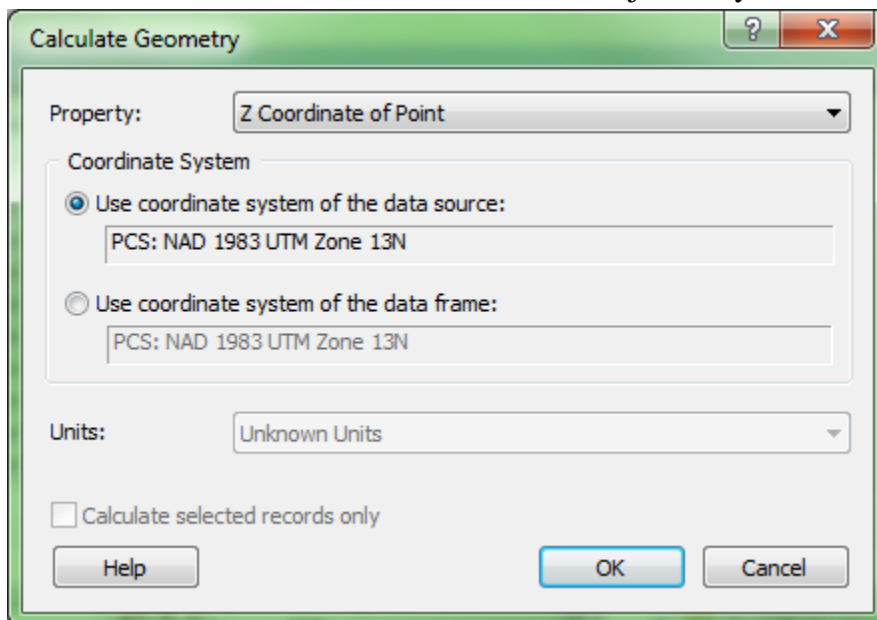 Calculate Geometry
? X
Property: Z Coordinate of Point
Coordinate System
Use coordinate system of the data source:
PCS: NAD 1983 UTM Zone 13N
Use coordinate system of the data frame:
PCS: NAD 1983 UTM Zone 13N
Units: Unknown Units
Calculate selected records only
Help OK Cancel